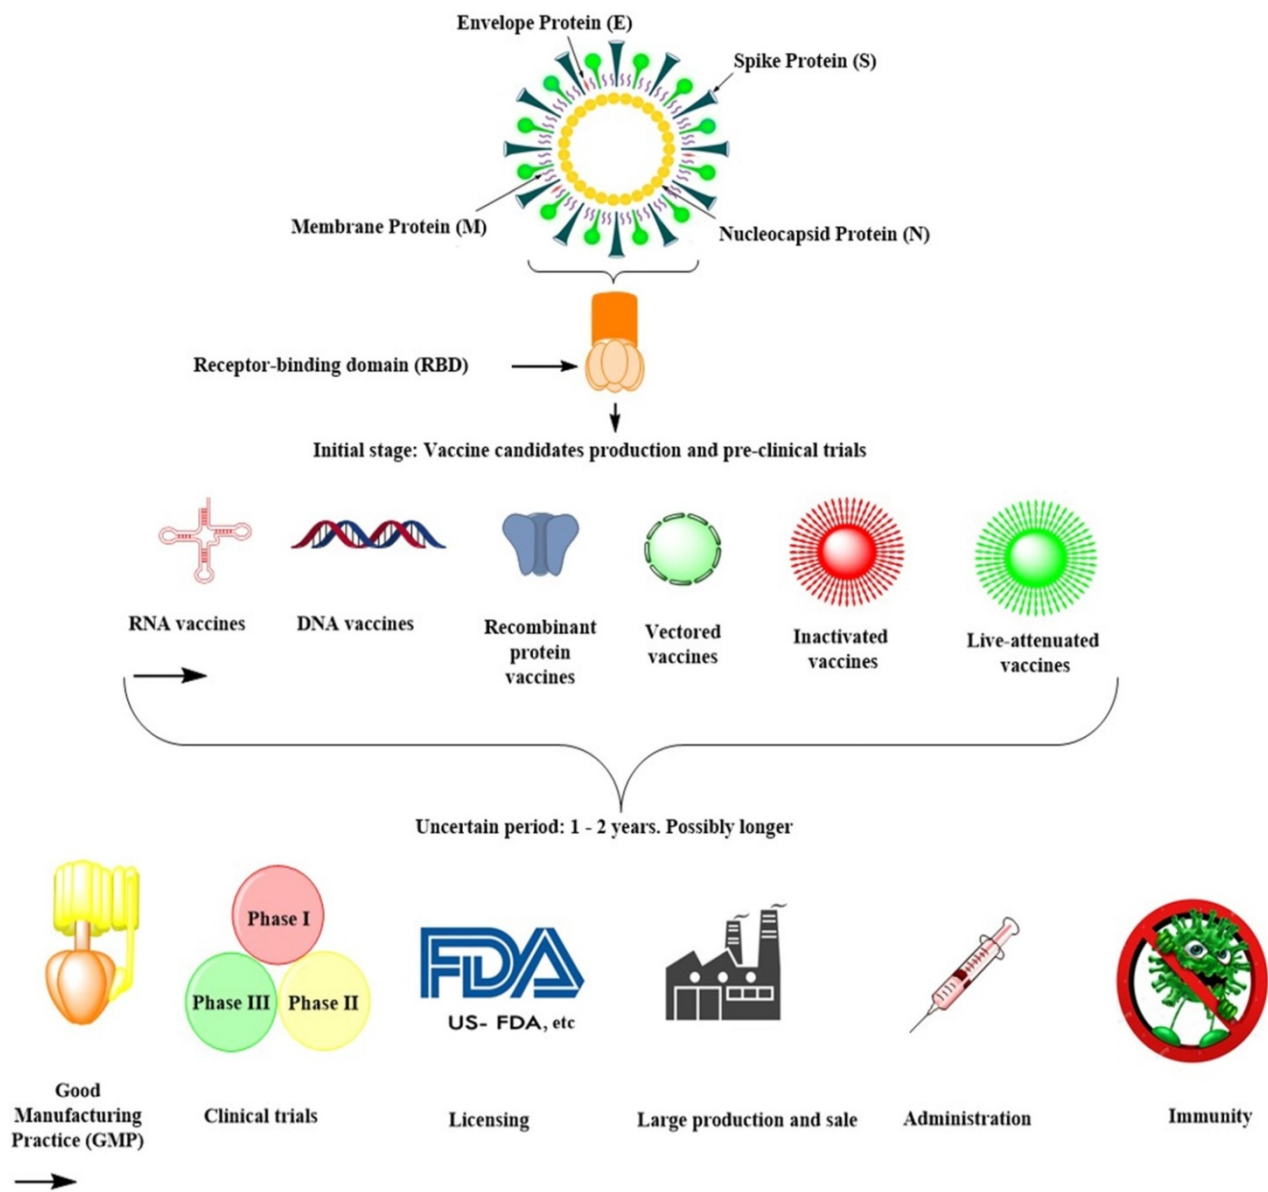 Envelope Protein (E)
Spike Protein (S)
Membrane Protein (M)
Nucleocapsid Protein (N)
Receptor-binding domain (RBD)
Initial stage: Vaccine candidates production and pre-clinical trials
RNA vaccines
DNA vaccines
Recombinant
protein
vaccines
Vectored
vaccines
Inactivated
vaccines
Live-attenuated
vaccines
Uncertain period: 1 - 2 years. Possibly longer
Phase I
Phase III
Phase II
FDA
US- FDA, etc
Good
Manufacturing
Practice (GMP)
Clinical trials
Licensing
Large production and sale
Administration
Immunity